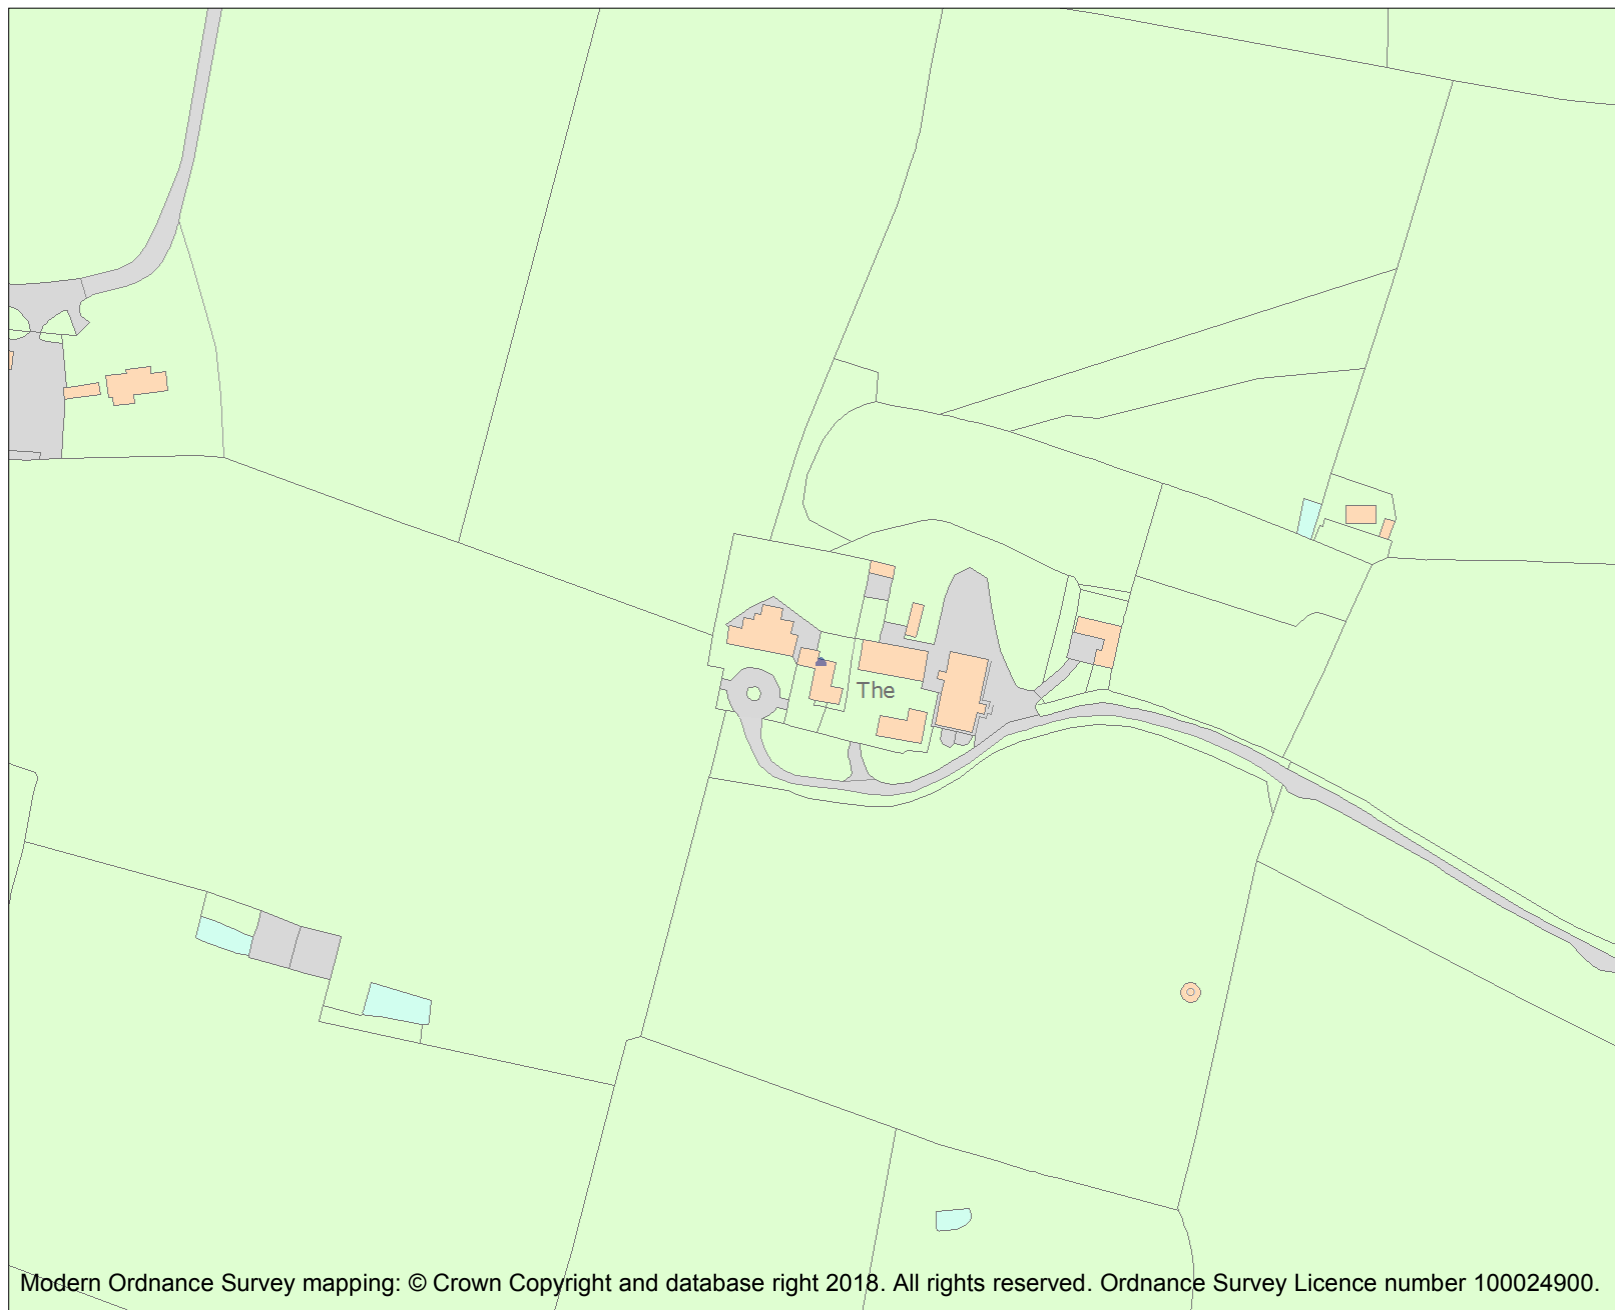 The
Modern Ordnance Survey mapping: © Crown Copyright and database right 2018. All rights reserved. Ordnance Survey Licence number 100024900.